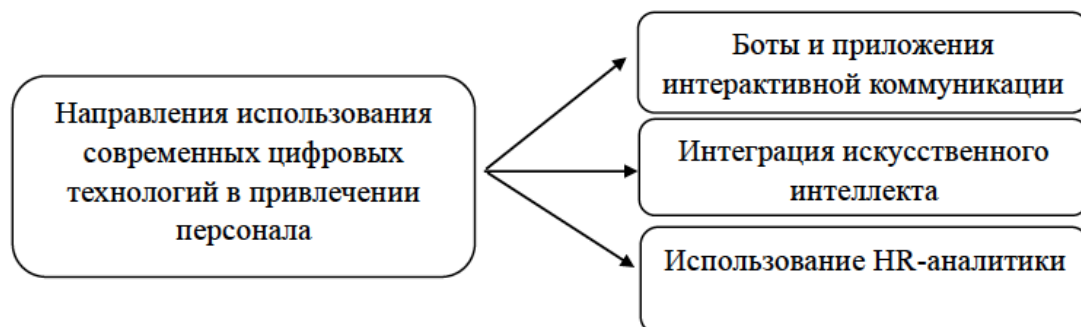 Направления использования
современных цифровых
технологий в привлечении
персонала
Боты и приложения
интерактивной коммуникации
Интеграция искусственного
интеллекта
Использование HR-аналитики